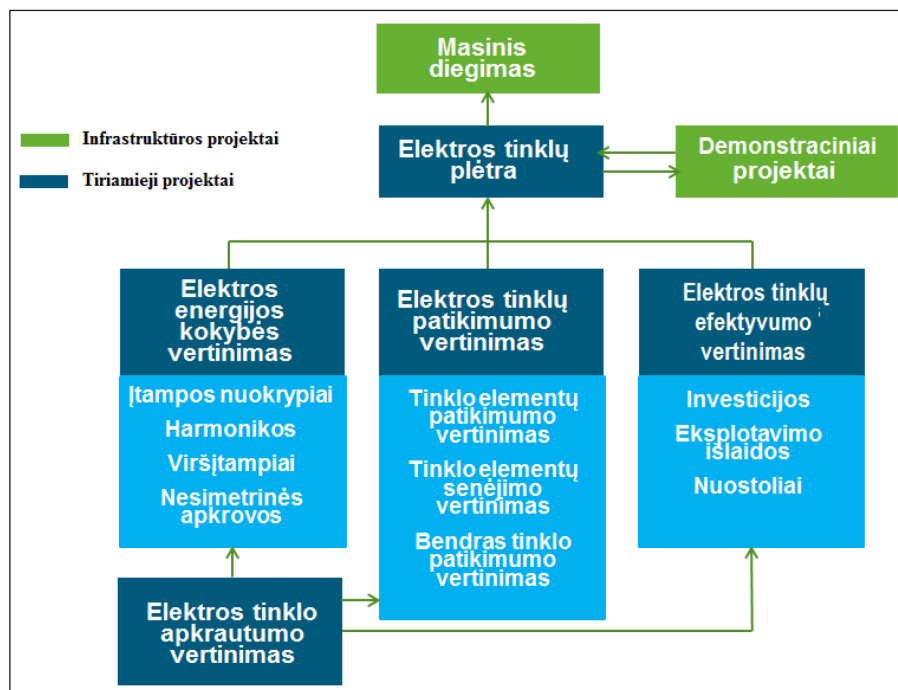 Masinis
diegimas
Infrastruktūros projektai
Tiriamieji projektai
Elektros tinklų
plėtra
Demonstraciniai
projektai
Elektros
energijos
kokybės
vertinimas
Įtampos nuokrypiai
Harmonikos
Viršįtampiai
Nesimetrinės
apkrovos
Elektros tinklų
patikimumo
vertinimas
Tinklo elementų
patikimumo
vertinimas
Tinklo elementų
senėjimo
vertinimas
Bendras tinklo
patikimumo
vertinimas
Elektros tinklų
efektyvumo
vertinimas
Investicijos
Eksplotavimo
išlaidos
Nuostoliai
Elektros tinklo
apkrautumo
vertinimas